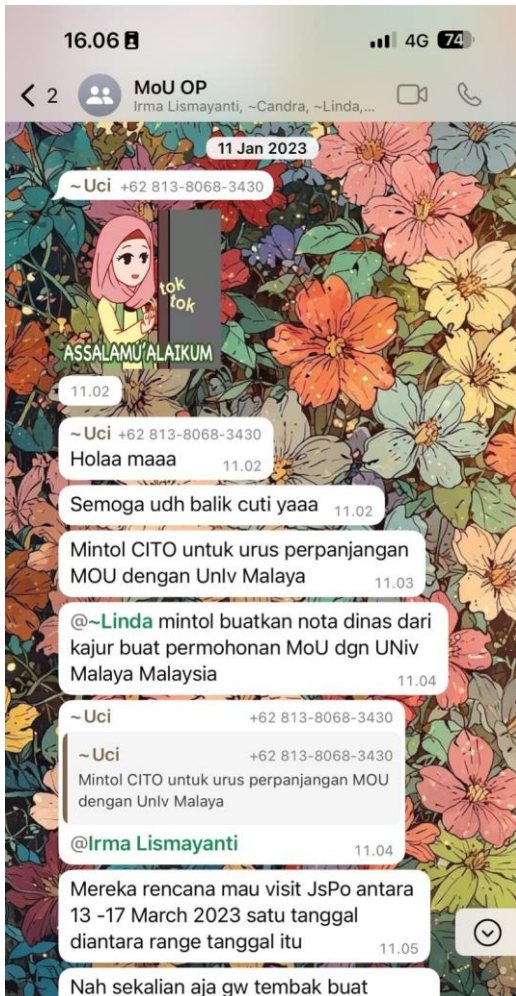 16.06
4G 74
2
MoU OP
Irma Lismayanti, ~Candra, ~Linda,...
11 Jan 2023
~Uci +62 813-8068-3430
tok
tok
ASSALAMU'ALAIKUM
11.02
~Uci +62 813-8068-3430
Holaa maaa 11.02
Semoga udh balik cuti yaaa 11.02
Mintol CITO untuk urus perpanjangan
MOU dengan Unlv Malaya 11.03
@~Linda mintol buatkan nota dinas dari
kajur buat permohonan MoU dgn UNiv
Malaya Malaysia 11.04
~Uci +62 813-8068-3430
~Uci +62 813-8068-3430
Mintol CITO untuk urus perpanjangan MOU
dengan Unlv Malaya
@Irma Lismayanti 11.04
Mereka rencana mau visit JsPo antara
13 -17 March 2023 satu tanggal
diantara range tanggal itu 11.05
Nah sekalian aja gw tembak buat